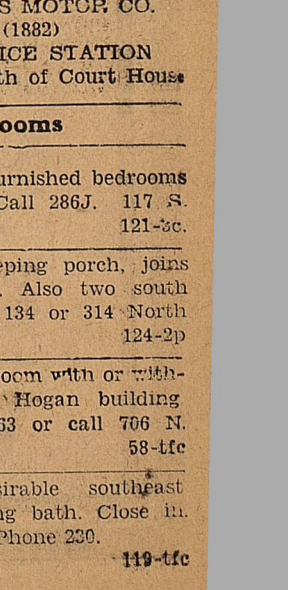 S MOTOR CO.
(1882)
ICE STATION
th of Court House
ooms
urnished bedrooms
Call 286J. 117 S.
121-3c.
eping porch, joins
. Also two south
134 or 314 North
124-2p
oom with or with-
Hogan building
63 or call 706 N.
58-tfc
sirable southeast
ng bath. Close in.
Phone 230.
119-tfc